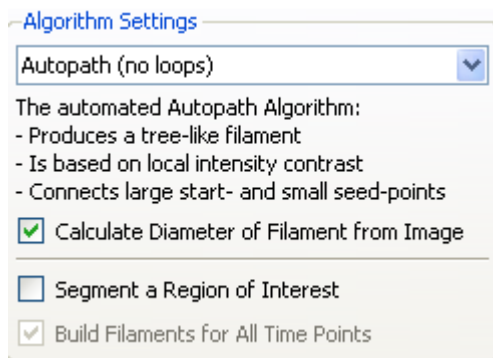 Algorithm Settings
Autopath (no loops)
The automated Autopath Algorithm:
- Produces a tree-like filament
- Is based on local intensity contrast
- Connects large start- and small seed-points
Calculate Diameter of Filament from Image
Segment a Region of Interest
Build Filaments for All Time Points